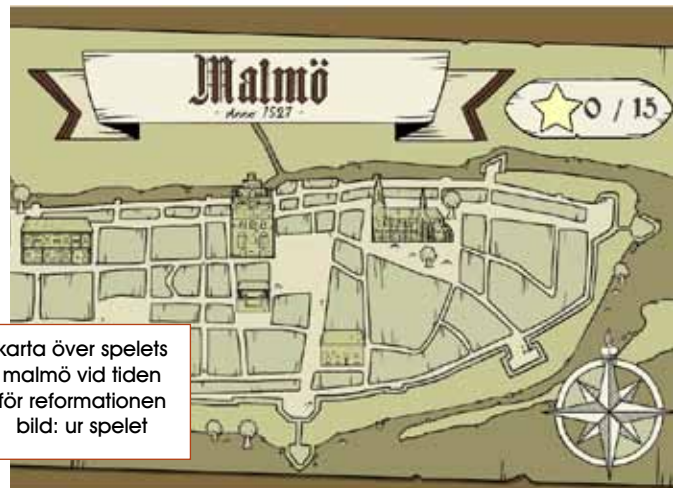 Malmö
- Anno 1527 -
0 / 15
karta över spelets
malmö vid tiden
för reformationen
bild: ur spelet